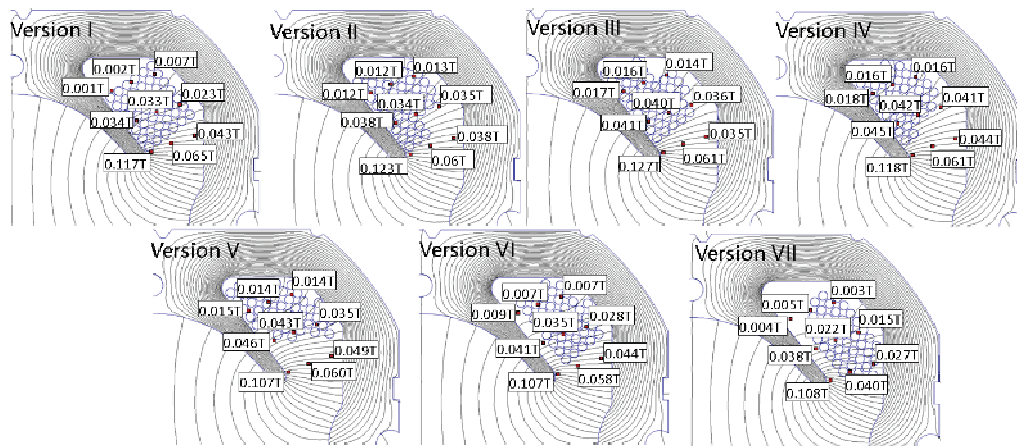 Version I
0.007T
0.002T
0.001T
0.023T
0.033T
0.034T
0.043T
0.065T
0.117T
Version II
0.013T
0.012T
0.012T
0.035T
0.034T
0.038T
0.038T
0.06T
0.123T
Version III
0.014T
0.016T
0.017T
0.036T
0.040T
0.041T
0.035T
0.061T
0.127T
Version IV
0.016T
0.016T
0.018T
0.041T
0.042T
0.045T
0.044T
0.061T
0.118T
Version V
0.014T
0.014T
0.015T
0.035T
0.043T
0.046T
0.049T
0.060T
0.107T
Version VI
0.007T
0.007T
0.009T
0.028T
0.035T
0.041T
0.044T
0.058T
0.107T
Version VII
0.003T
0.005T
0.004T
0.015T
0.022T
0.038T
0.027T
0.040T
0.108T